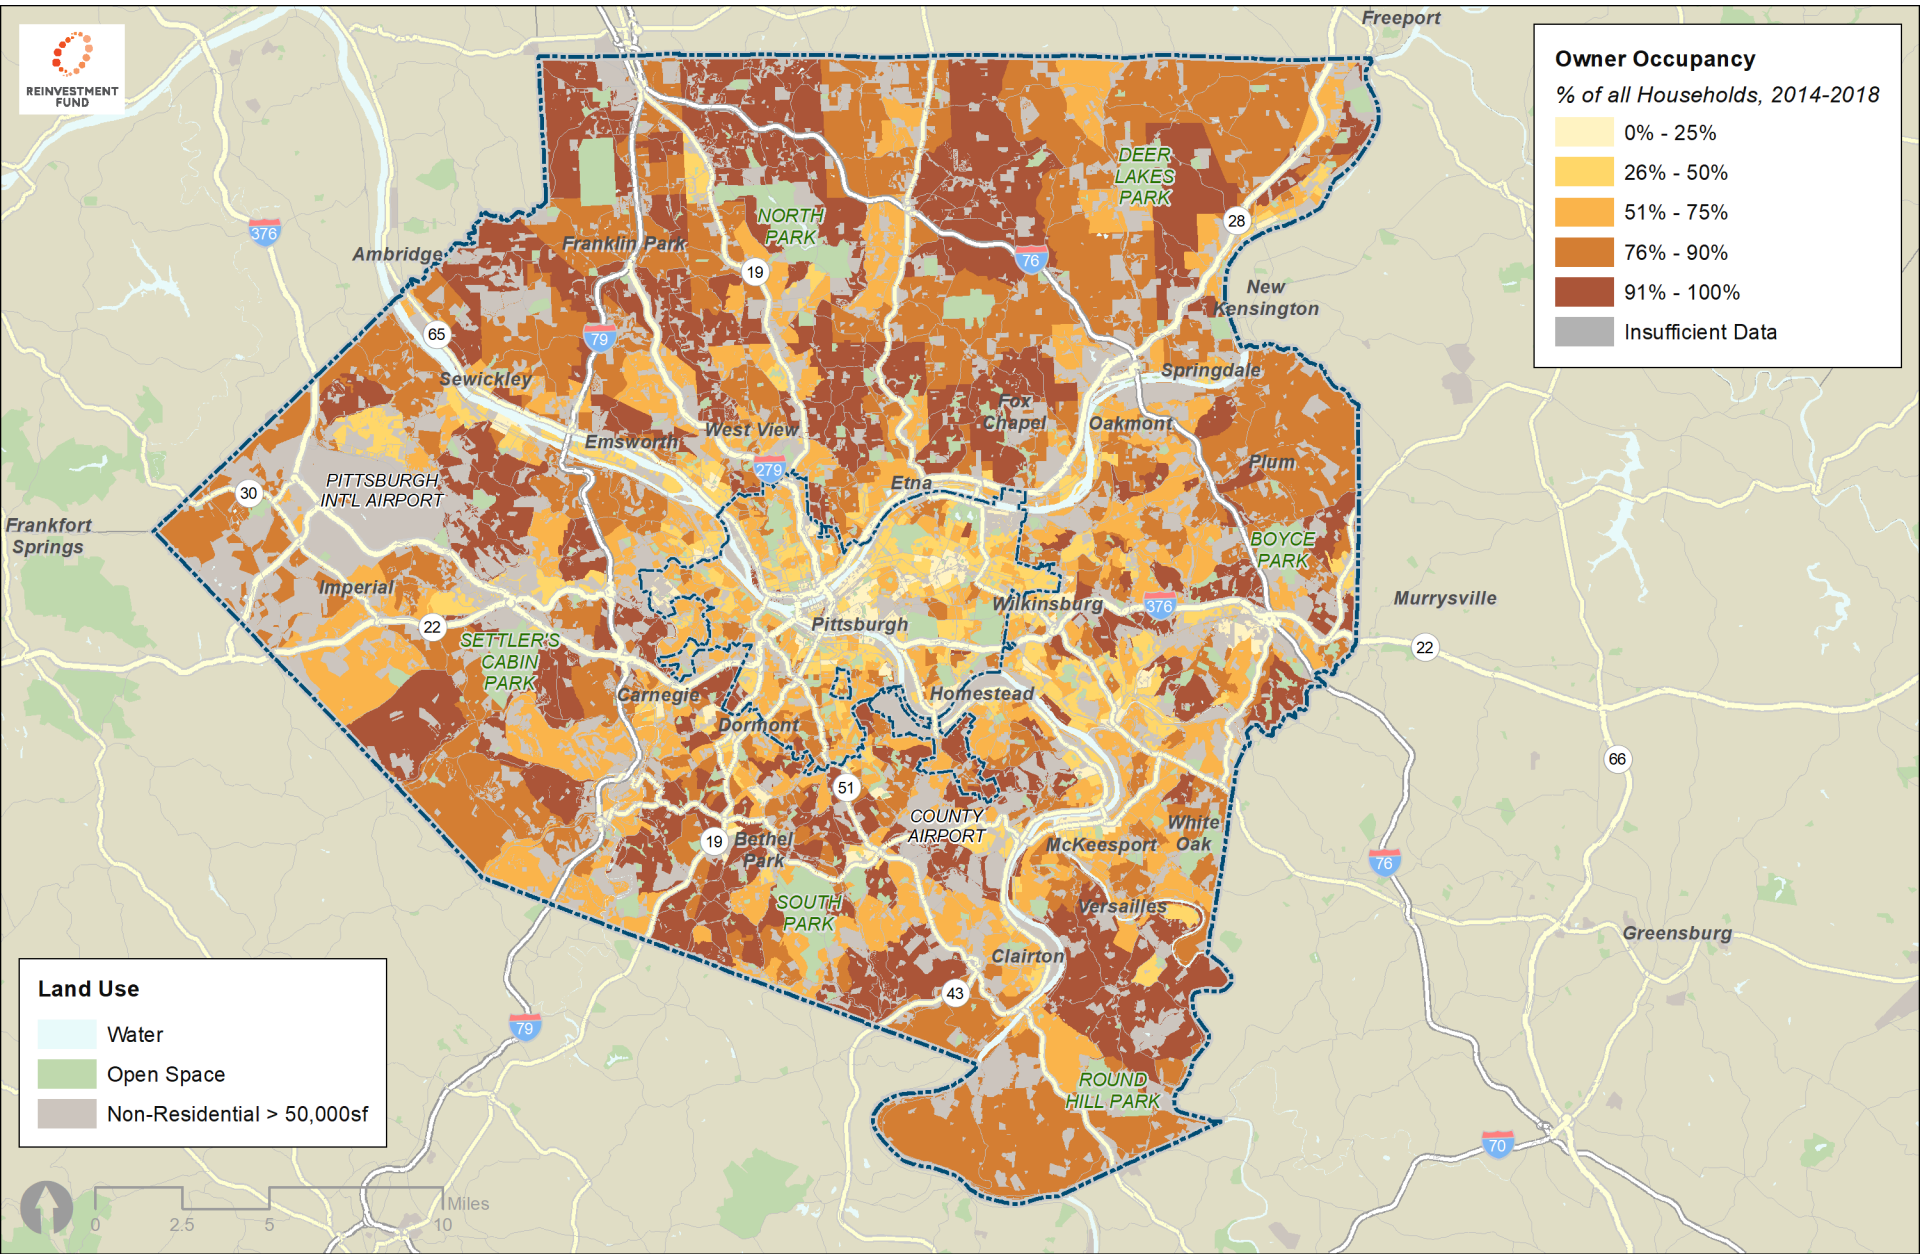 REINVESTMENT
FUND
Owner Occupancy
% of all Households, 2014-2018
0% - 25%
26% - 50%
51% - 75%
76% - 90%
91% - 100%
Insufficient Data
Freeport
DEER
LAKES
PARK
NORTH
PARK
28
376
Ambridge
Franklin Park
19
76
New
Kensington
65
79
Sewickley
Springdale
Fox
Chapel
Oakmont
Emsworth
West View
279
Plum
Etna
PITTSBURGH
INT'L AIRPORT
30
Frankfort
Springs
BOYCE
PARK
Imperial
22
Wilkinsburg
376
Murrysville
Pittsburgh
SETTLER'S
CABIN
PARK
22
Carnegie
Homestead
Dormont
66
51
COUNTY
AIRPORT
White
Oak
19
Bethel
Park
McKeesport
76
SOUTH
PARK
Versailles
Greensburg
Clairton
43
79
ROUND
HILL PARK
70
Land Use
Water
Open Space
Non-Residential > 50,000sf
Miles
0 2.5 5 10